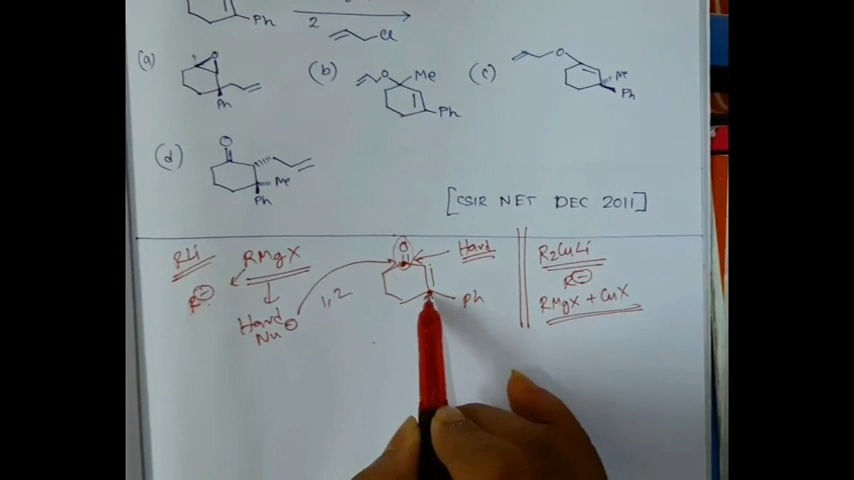 Ph
2
Cl
(a)
O
Ph
(b)
O
Me
Ph
(c)
O
Me
Ph
(d)
O
Me
Ph
[CSIR NET DEC 2011]
RLi
RMgX
R⊖
Hard
Nu⊖
1,2
O
Hard
Ph
R2CuLi
R⊖
RMgX + CuX